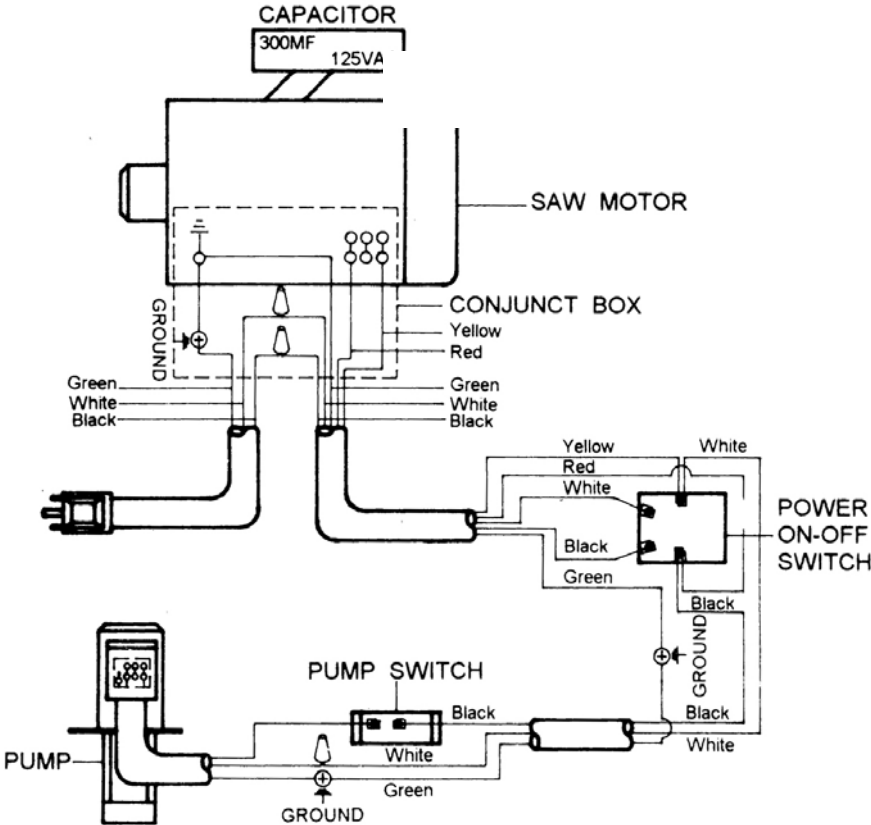 CAPACITOR
300MF
SAW MOTOR
CONJUNCT BOX
GROUND
Yellow
Red
Green
White
Black
Green
White
Black
Yellow
White
Red
White
POWER
ON-OFF
SWITCH
Black
Green
Black
GROUND
PUMP SWITCH
Black
Black
White
White
PUMP
Green
GROUND